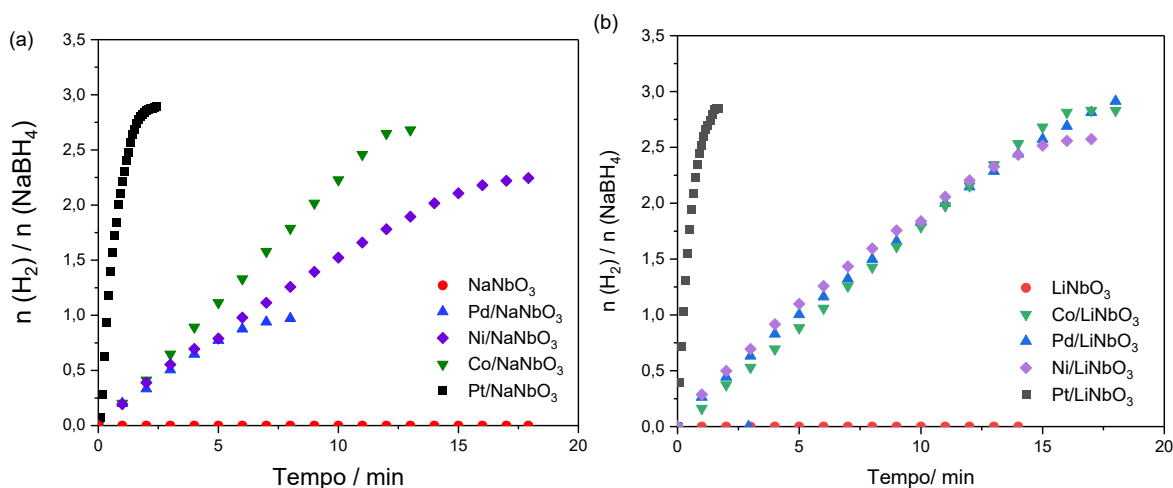 (a)
n (H₂) / n (NaBH₄)
3,5
3,0
2,5
2,0
1,5
1,0
0,5
0,0
NaNbO₃
Pd/NaNbO₃
Ni/NaNbO₃
Co/NaNbO₃
Pt/NaNbO₃
0 5 10 15 20
Tempo / min
(b)
n (H₂) / n (NaBH₄)
3,5
3,0
2,5
2,0
1,5
1,0
0,5
0,0
LiNbO₃
Co/LiNbO₃
Pd/LiNbO₃
Ni/LiNbO₃
Pt/LiNbO₃
0 5 10 15 20
Tempo/ min